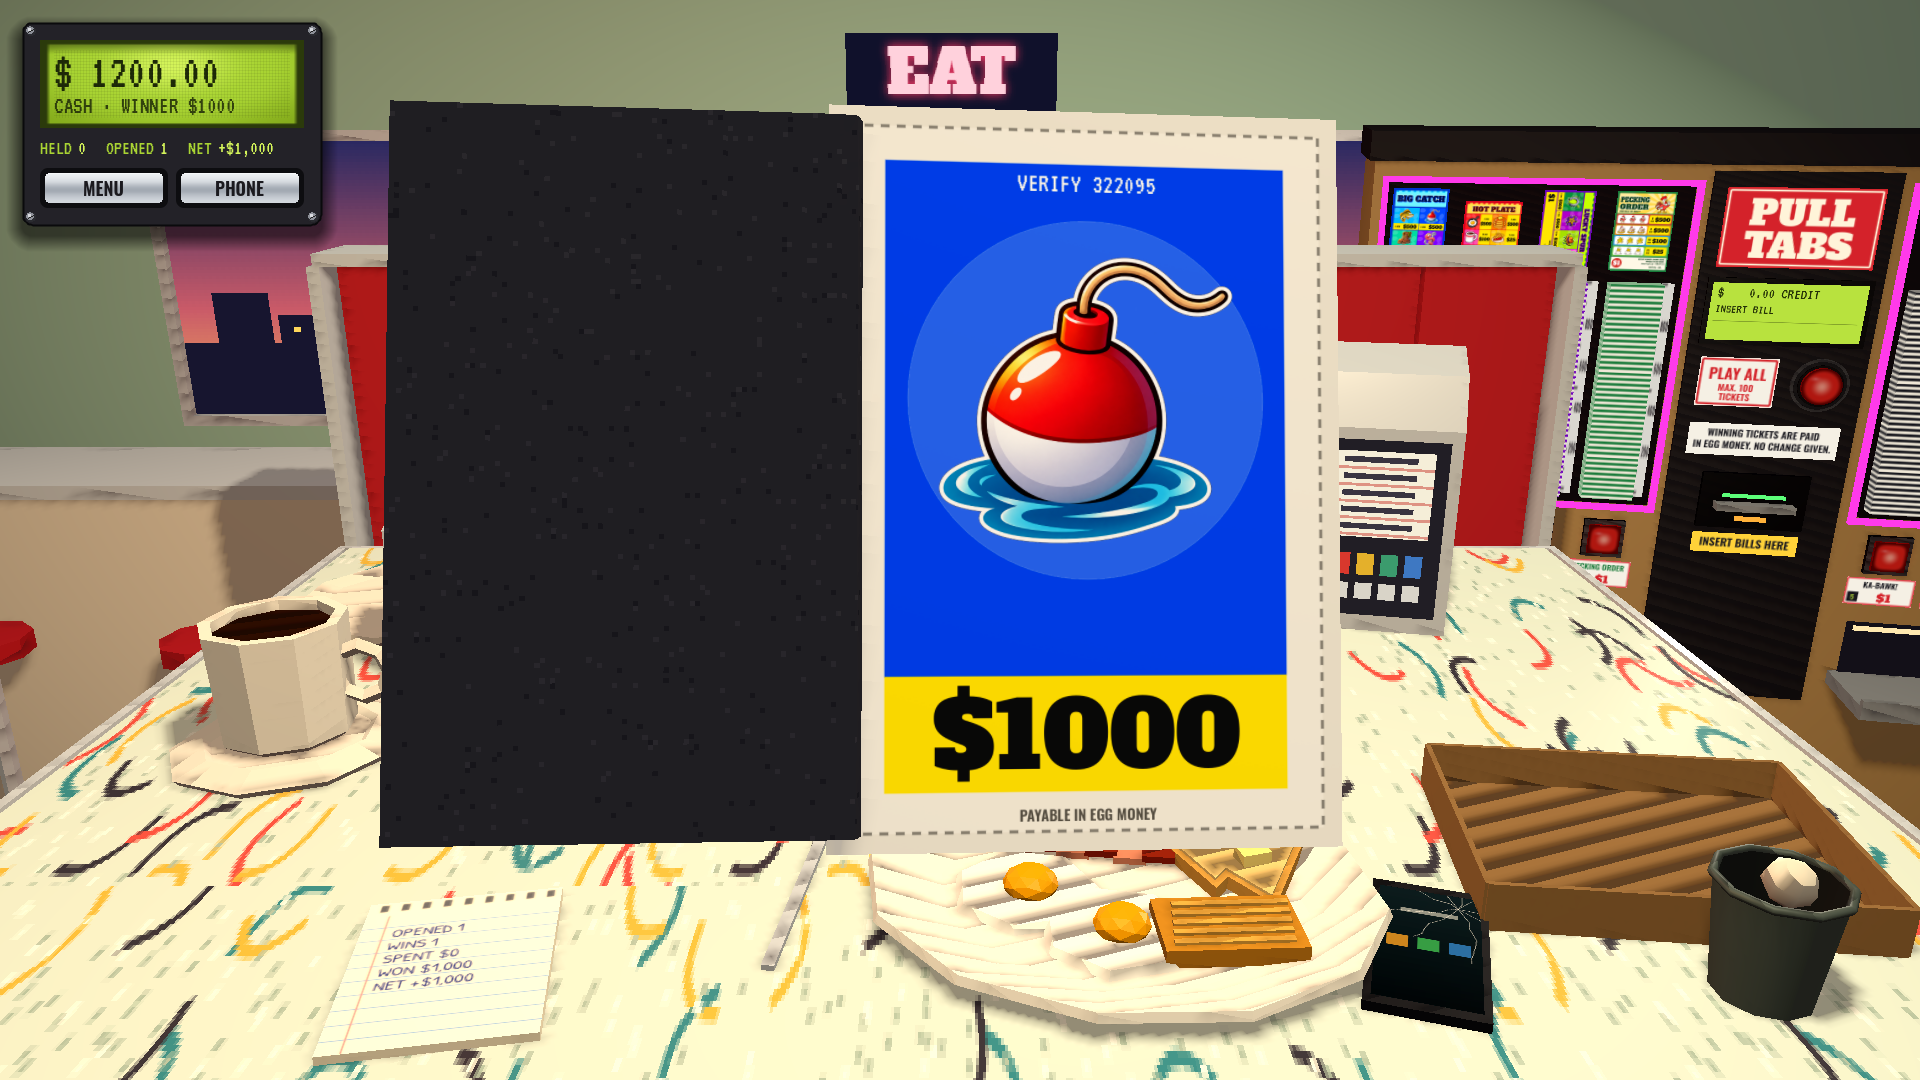 $ 1200.00
CASH · WINNER $1000
HELD 0 OPENED 1 NET +$1,000
MENU
PHONE
EAT
VERIFY 322095
$1000
PAYABLE IN EGG MONEY
BIG CATCH
HOT PLATE
PECKING ORDER
PULL TABS
$ 0.00 CREDIT
INSERT BILL
PLAY ALL
MAX. 100
TICKETS
WINNING TICKETS ARE PAID
IN EGG MONEY. NO CHANGE GIVEN.
INSERT BILLS HERE
$1
KA-BAWK!
$1
OPENED 1
WINS 1
SPENT $0
WON $1,000
NET +$1,000